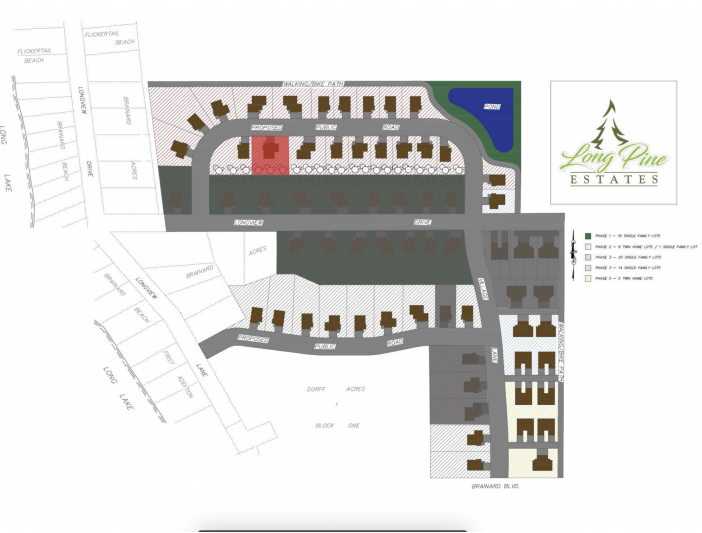 FLICKERTAIL
BEACH
FLICKERTAIL
BEACH
LONGVIEW
DRIVE
BRAINARD
BEACH
BRAINARD
ACRES
LONG
LAKE
WALKING/BIKE PATH
POND
PROPOSED
PUBLIC
ROAD
LONGVIEW
DRIVE
ACRES
BRAINARD
LONGVIEW
LANE
BRAINARD
BEACH
FIRST
ADDITION
LONG
LAKE
PROPOSED
PUBLIC
ROAD
VILLAGE
LANE
WALKING/BIKE PATH
DORFF ACRES
BLOCK ONE
BRAINARD BLVD.
Long Pine
ESTATES
PHASE 1 - 19 SINGLE FAMILY LOTS
PHASE 2 - 8 TWIN HOME LOTS / 1 SINGLE FAMILY LOT
PHASE 3 - 20 SINGLE FAMILY LOTS
PHASE 3 - 14 SINGLE FAMILY LOTS
PHASE 5 - 5 TWIN HOME LOTS